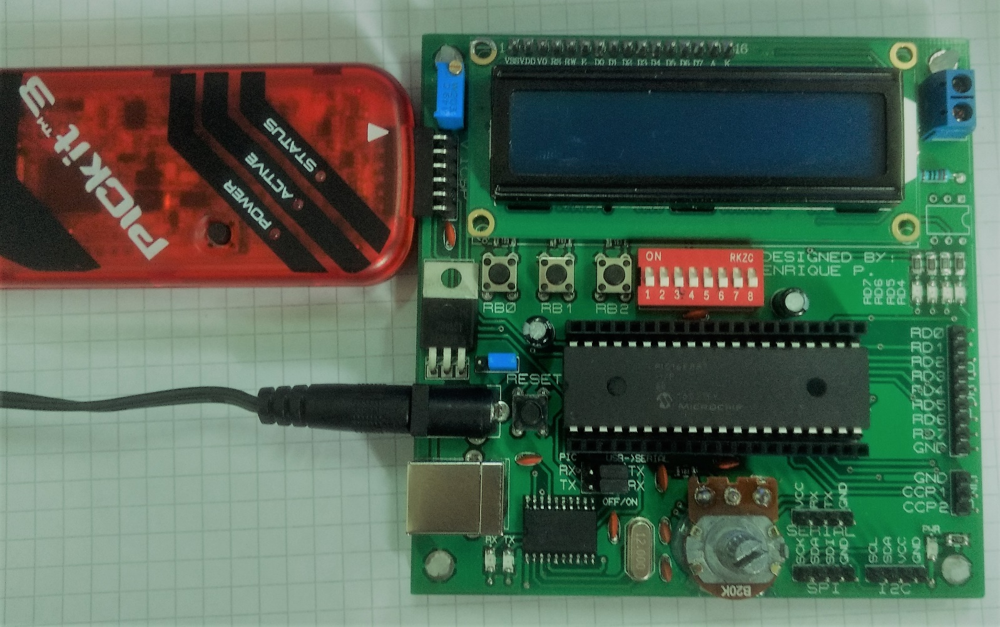 PICkit™ 3
STATUS
ACTIVE
POWER
1 16
VSS VDD VO RS RW E D0 D1 D2 D3 D4 D5 D6 D7 A K
ON RKZC
1 2 3 4 5 6 7 8
DESIGNED BY:
ENRIQUE P.
RD7
RD6
RD5
RD4
RB0 RB1 RB2
RESET
MICROCHIP
RD0
RD1
RD2
RD3
RD4
RD5
RD6
RD7
GND
GND
CCP1
CCP2
PIC USB->SERIAL
RX TX
TX RX
OFF/ON
RX TX
12.000
B20K
VCC
RX
TX
GND
SERIAL
SCK
SDA
SDI
GND
SPI
SCL
SCA
VCC
GND
I2C
PWR